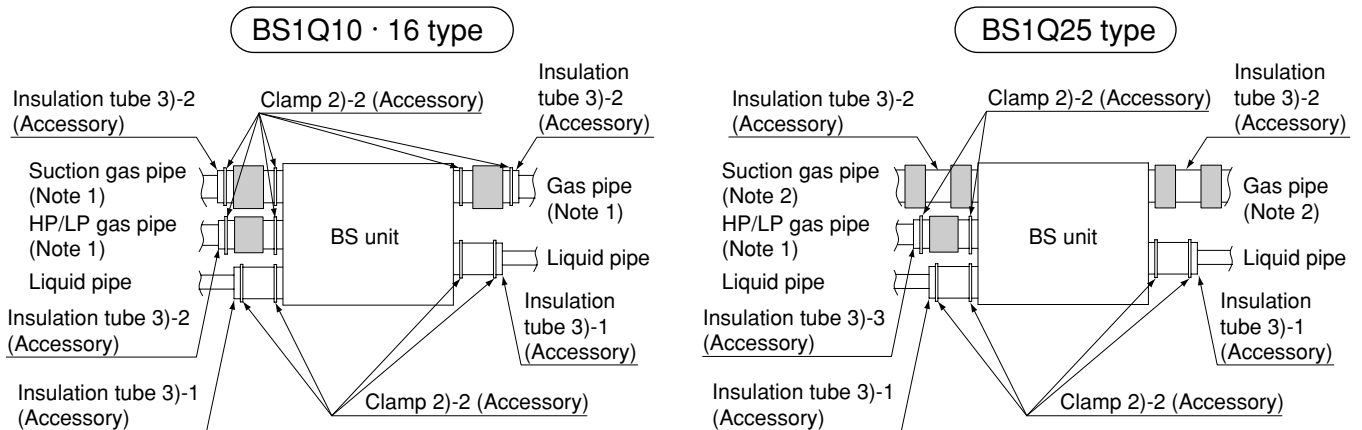 BS1Q10 · 16 type
Insulation tube 3)-2
(Accessory)
Clamp 2)-2 (Accessory)
Insulation
tube 3)-2
(Accessory)
Suction gas pipe
(Note 1)
HP/LP gas pipe
(Note 1)
Liquid pipe
BS unit
Gas pipe
(Note 1)
Liquid pipe
Insulation tube 3)-2
(Accessory)
Insulation
tube 3)-1
(Accessory)
Insulation tube 3)-1
(Accessory)
Clamp 2)-2 (Accessory)
BS1Q25 type
Insulation tube 3)-2
(Accessory)
Clamp 2)-2 (Accessory)
Insulation
tube 3)-2
(Accessory)
Suction gas pipe
(Note 2)
HP/LP gas pipe
(Note 1)
Liquid pipe
BS unit
Gas pipe
(Note 2)
Liquid pipe
Insulation tube 3)-3
(Accessory)
Insulation
tube 3)-1
(Accessory)
Insulation tube 3)-1
(Accessory)
Clamp 2)-2 (Accessory)